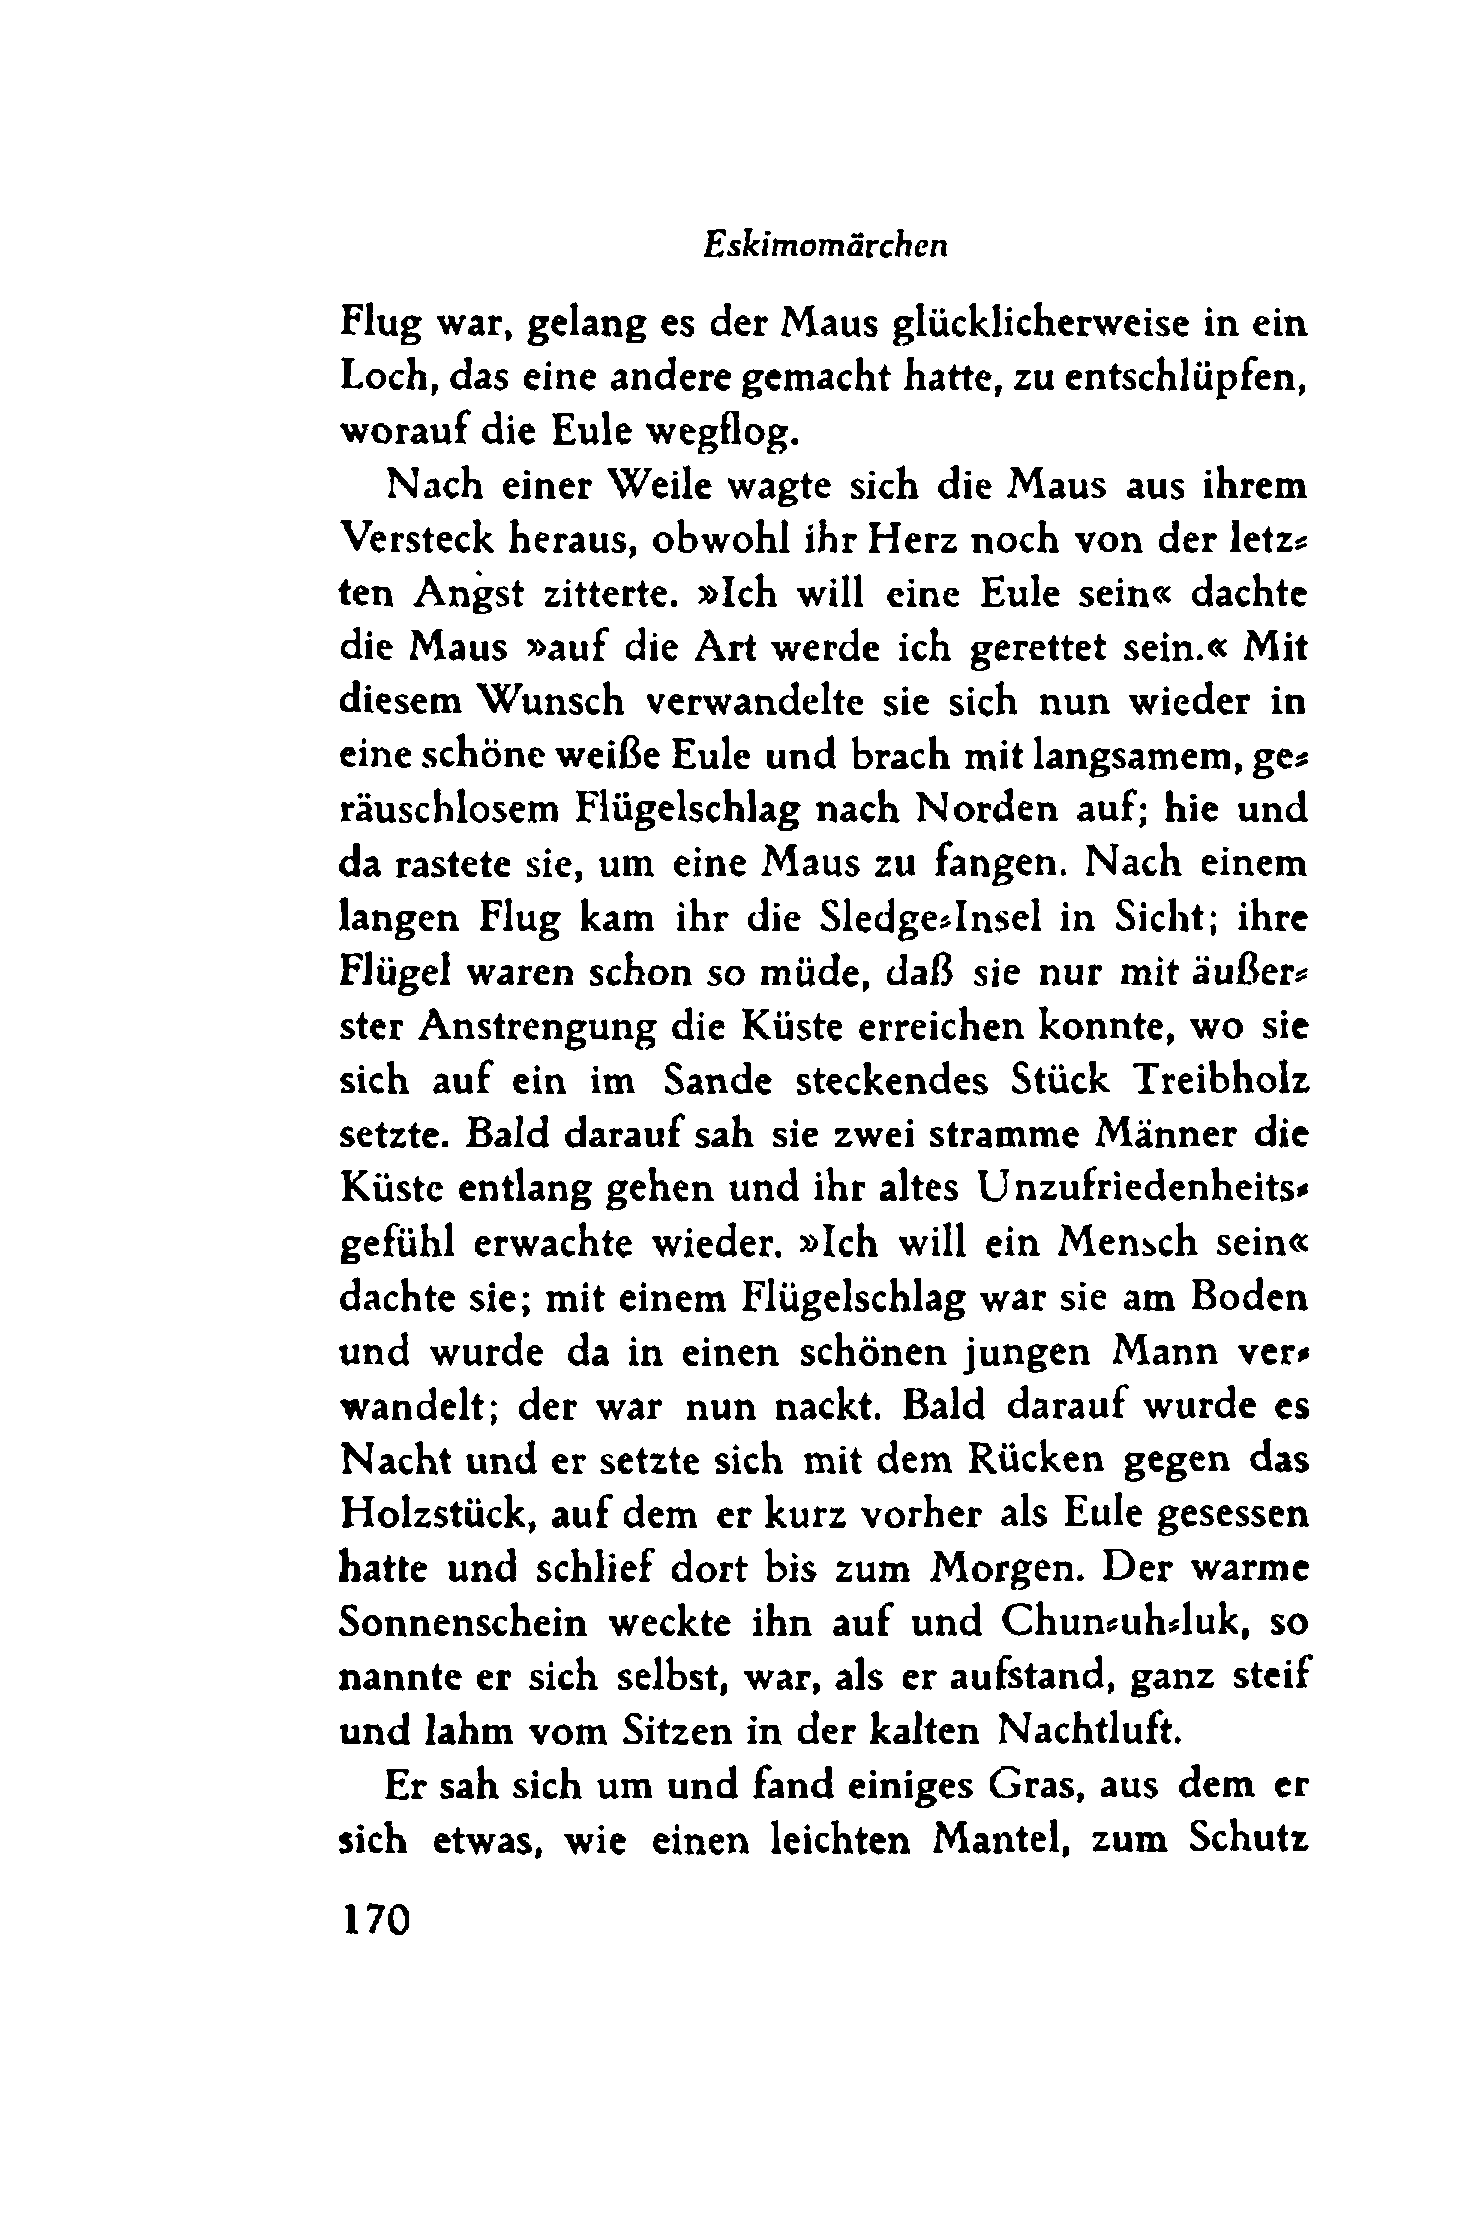 Eskimomärchen
Flug war, gelang es der Maus glücklicherweise in ein
Loch, das eine andere gemacht hatte, zu entschlüpfen,
worauf die Eule wegflog.
Nach einer Weile wagte sich die Maus aus ihrem
Versteck heraus, obwohl ihr Herz noch von der letz-
ten Angst zitterte. »Ich will eine Eule sein« dachte
die Maus »auf die Art werde ich gerettet sein.« Mit
diesem Wunsch verwandelte sie sich nun wieder in
eine schöne weiße Eule und brach mit langsamem, ge-
räuschlosem Flügelschlag nach Norden auf; hie und
da rastete sie, um eine Maus zu fangen. Nach einem
langen Flug kam ihr die Sledge-Insel in Sicht; ihre
Flügel waren schon so müde, daß sie nur mit äußer-
ster Anstrengung die Küste erreichen konnte, wo sie
sich auf ein im Sande steckendes Stück Treibholz
setzte. Bald darauf sah sie zwei stramme Männer die
Küste entlang gehen und ihr altes Unzufriedenheits-
gefühl erwachte wieder. »Ich will ein Mensch sein«
dachte sie; mit einem Flügelschlag war sie am Boden
und wurde da in einen schönen jungen Mann ver-
wandelt; der war nun nackt. Bald darauf wurde es
Nacht und er setzte sich mit dem Rücken gegen das
Holzstück, auf dem er kurz vorher als Eule gesessen
hatte und schlief dort bis zum Morgen. Der warme
Sonnenschein weckte ihn auf und Chun-uh-luk, so
nannte er sich selbst, war, als er aufstand, ganz steif
und lahm vom Sitzen in der kalten Nachtluft.
Er sah sich um und fand einiges Gras, aus dem er
sich etwas, wie einen leichten Mantel, zum Schutz
170